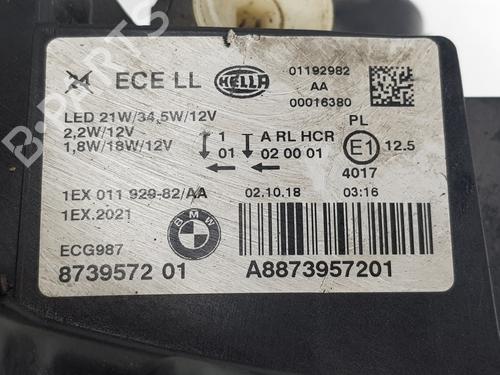 ECE LL
HELLA
01192982
AA
00016380
LED 21W/34,5W/12V
2,2W/12V
1,8W/18W/12V
1
01
A RL HCR
02 00 01
PL
E1
12.5
4017
1EX 011 929-82/AA
02.10.18
03:16
1EX.2021
BMW
ECG987
8739572 01
A8873957201
B-PARTS